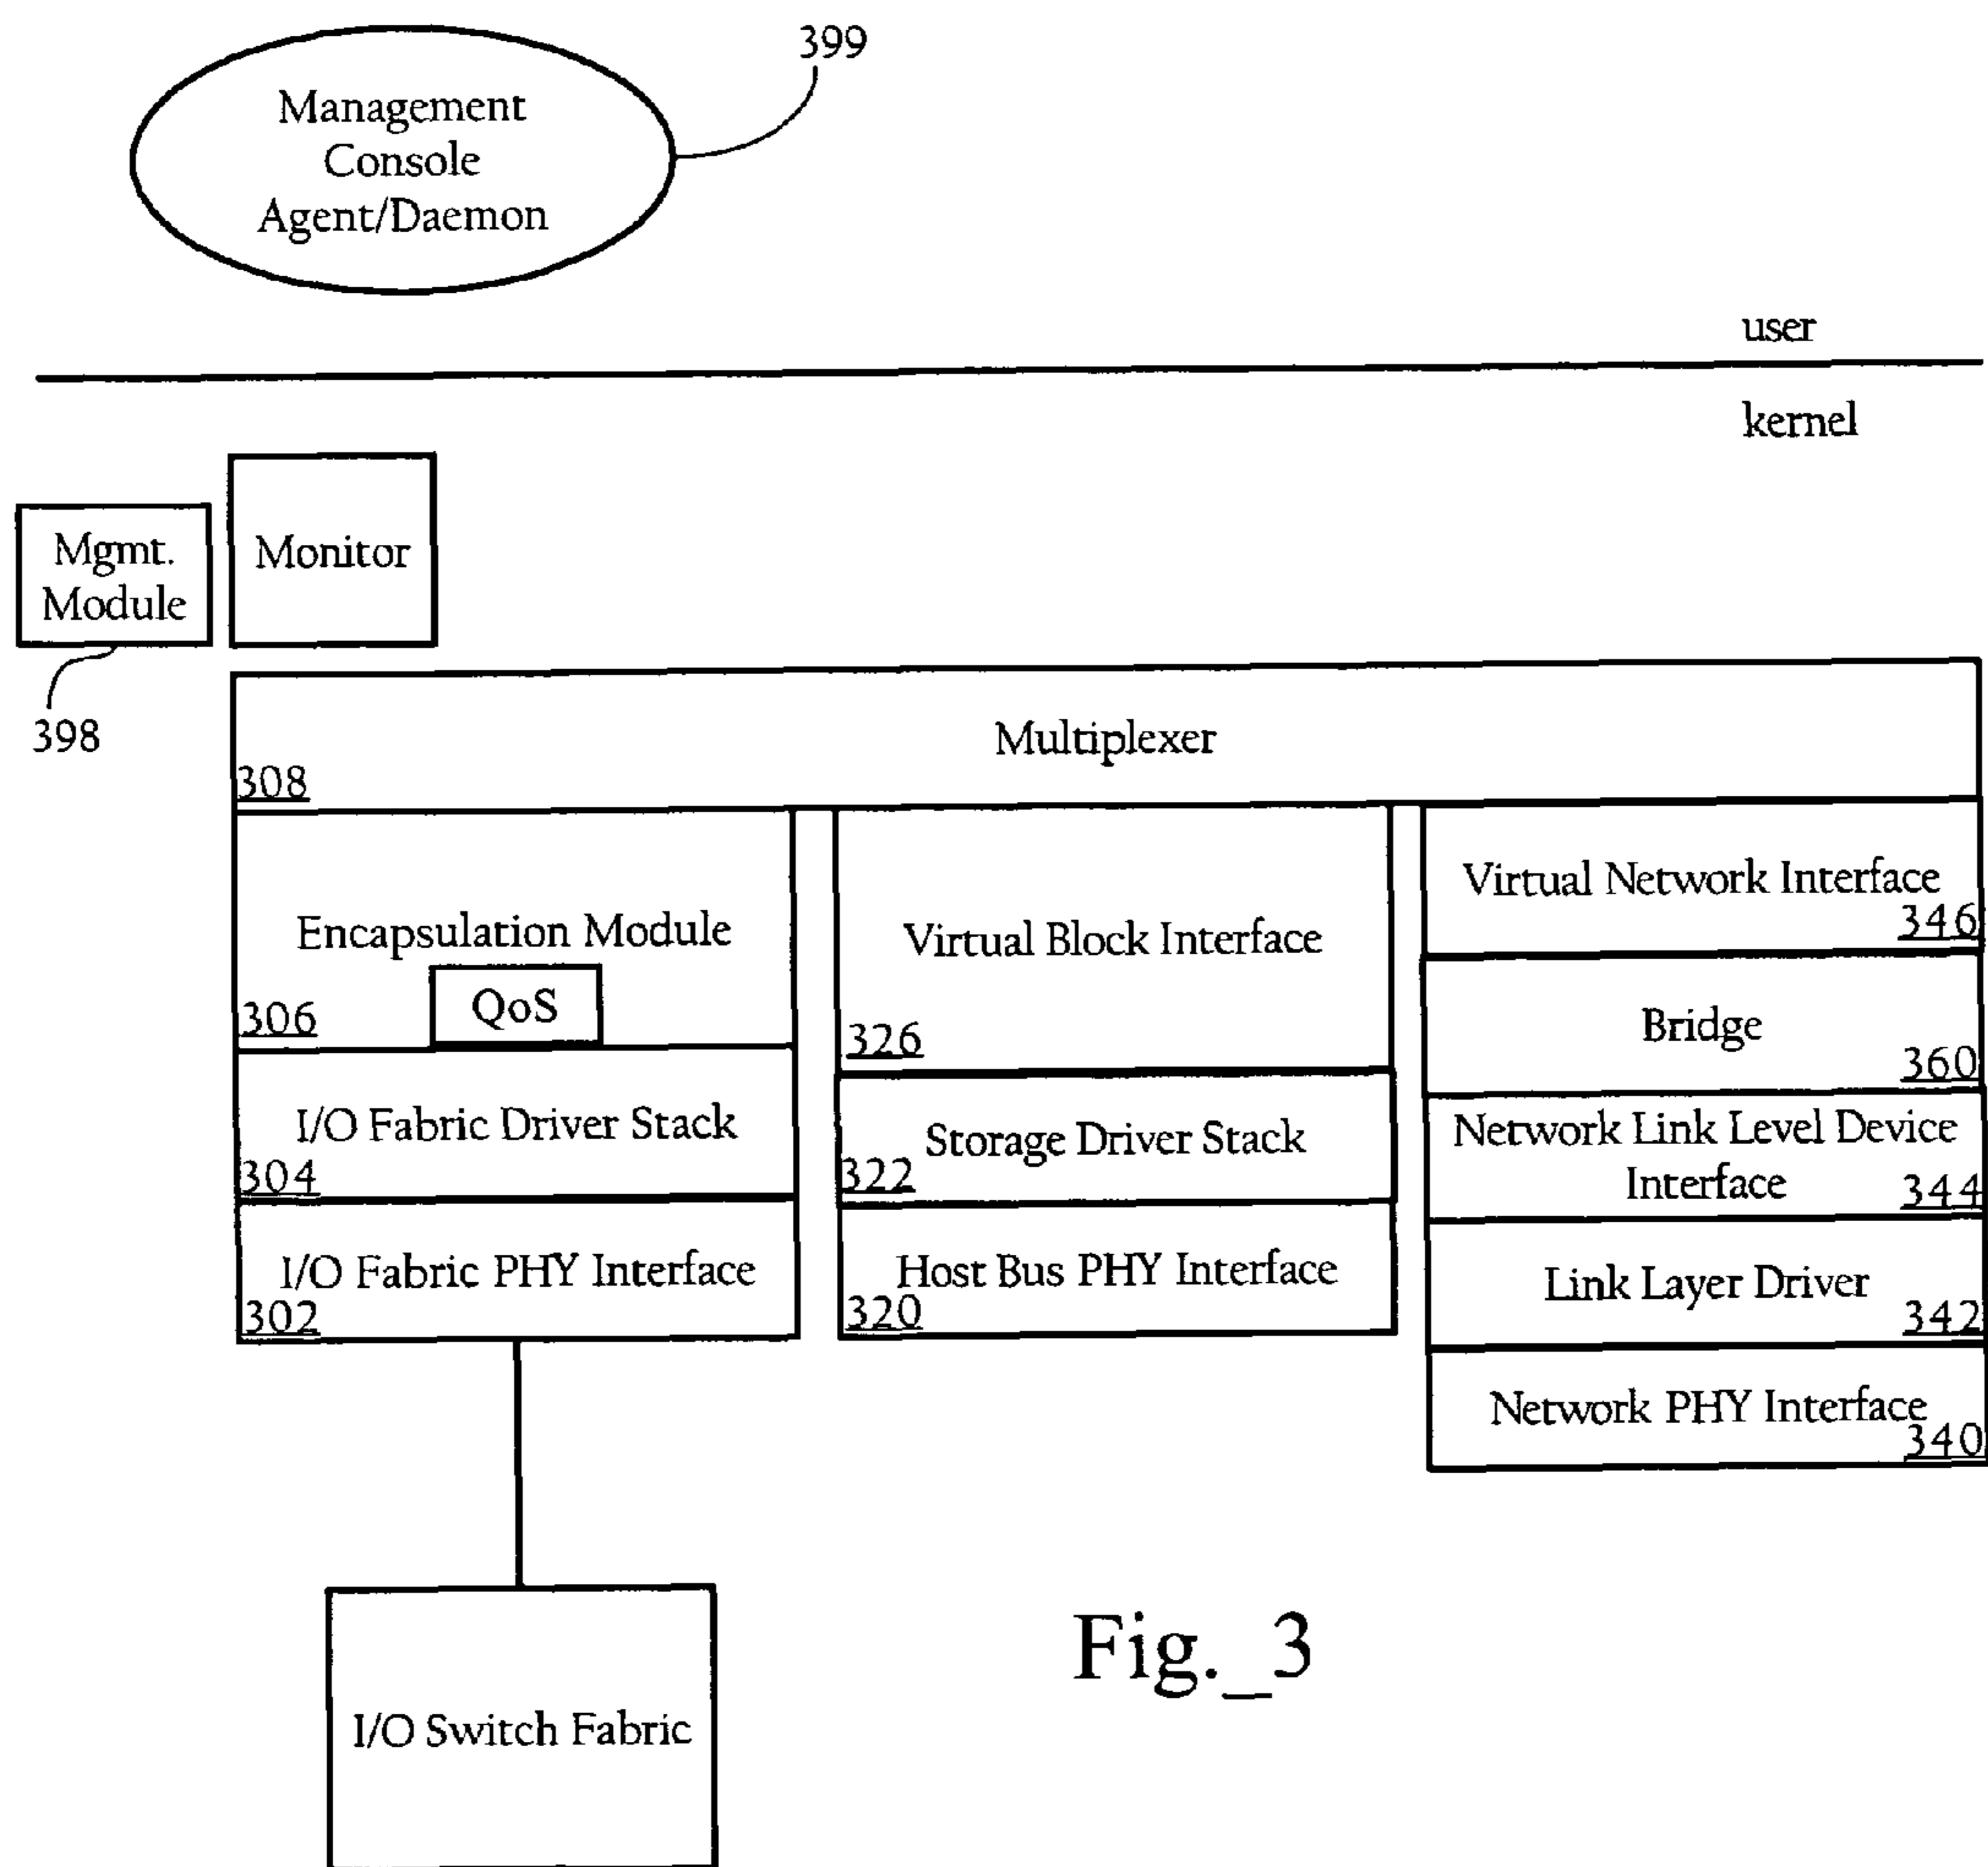 399
Management
Console
Agent/Daemon
user
kernel
Mgmt.
Module
398
Monitor
Multiplexer
308
Encapsulation Module
QoS
306
I/O Fabric Driver Stack
304
I/O Fabric PHY Interface
302
Virtual Block Interface
326
Storage Driver Stack
322
Host Bus PHY Interface
320
Virtual Network Interface
346
Bridge
360
Network Link Level Device
Interface
344
Link Layer Driver
342
Network PHY Interface
340
I/O Switch Fabric
Fig._3